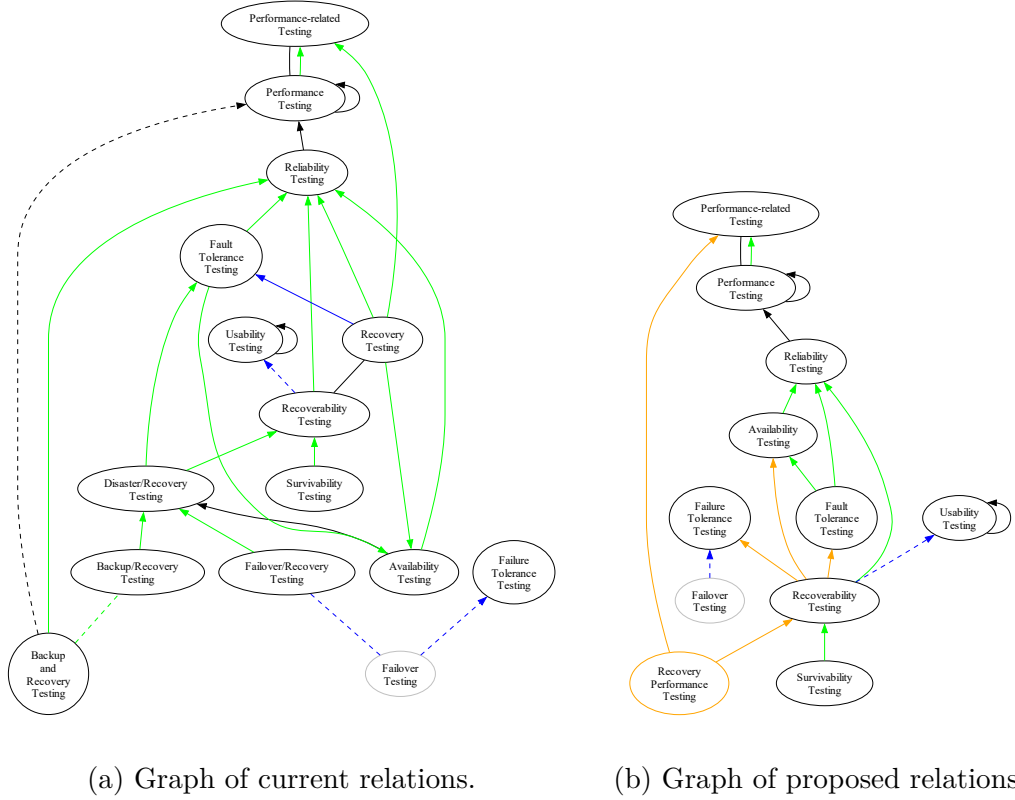 Performance-related
Testing
Performance
Testing
Reliability
Testing
Fault
Tolerance
Testing
Usability
Testing
Recovery
Testing
Recoverability
Testing
Disaster/Recovery
Testing
Survivability
Testing
Backup/Recovery
Testing
Failover/Recovery
Testing
Availability
Testing
Failure
Tolerance
Testing
Backup
and
Recovery
Testing
Failover
Testing
(a) Graph of current relations.
Performance-related
Testing
Performance
Testing
Reliability
Testing
Availability
Testing
Failure
Tolerance Testing
Fault
Tolerance Testing
Usability
Testing
Failover
Testing
Recoverability
Testing
Recovery
Performance
Testing
Survivability
Testing
(b) Graph of proposed relations